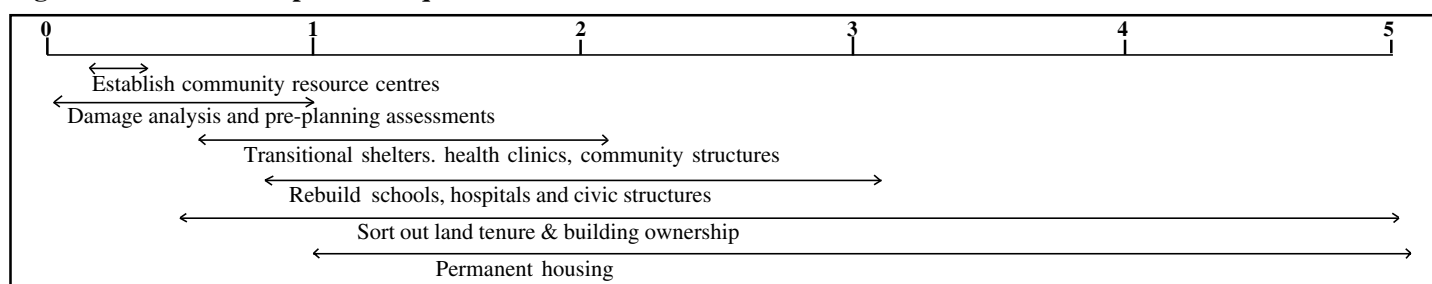 0 1 2 3 4 5
Establish community resource centres
Damage analysis and pre-planning assessments
Transitional shelters. health clinics, community structures
Rebuild schools, hospitals and civic structures
Sort out land tenure & building ownership
Permanent housing